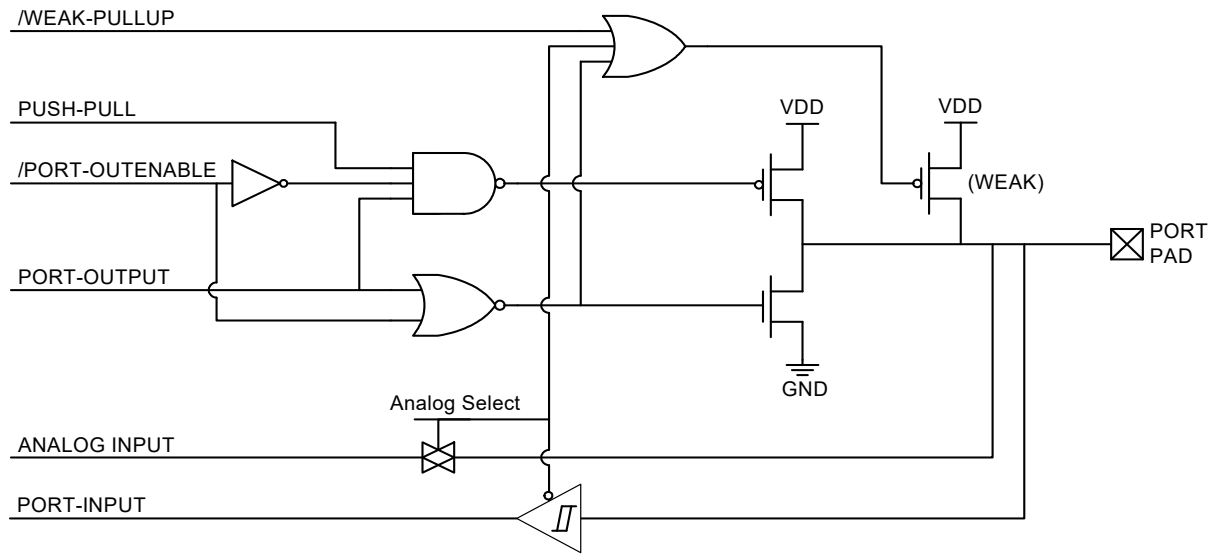 /WEAK-PULLUP
PUSH-PULL
VDD
VDD
/PORT-OUTENABLE
(WEAK)
PORT
PAD
PORT-OUTPUT
GND
Analog Select
ANALOG INPUT
PORT-INPUT